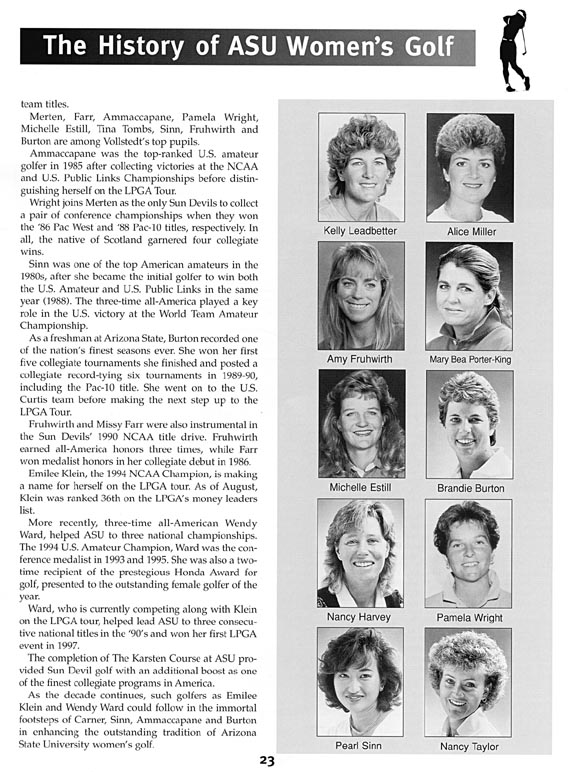 The History of ASU Women's Golf
team titles.
Merten, Farr, Ammaccapane, Pamela Wright,
Michelle Estill, Tina Tombs, Sinn, Fruhwirth and
Burton are among Vollstedt's top pupils.
Ammaccapane was the top-ranked U.S. amateur
golfer in 1985 after collecting victories at the NCAA
and U.S. Public Links Championships before distin-
guishing herself on the LPGA Tour.
Wright joins Merten as the only Sun Devils to collect
a pair of conference championships when they won
the '86 Pac West and '88 Pac-10 titles, respectively. In
all, the native of Scotland garnered four collegiate
wins.
Sinn was one of the top American amateurs in the
1980s, after she became the initial golfer to win both
the U.S. Amateur and U.S. Public Links in the same
year (1988). The three-time all-America played a key
role in the U.S. victory at the World Team Amateur
Championship.
As a freshman at Arizona State, Burton recorded one
of the nation's finest seasons ever. She won her first
five collegiate tournaments she finished and posted a
collegiate record-tying six tournaments in 1989-90,
including the Pac-10 title. She went on to the U.S.
Curtis team before making the next step up to the
LPGA Tour.
Fruhwirth and Missy Farr were also instrumental in
the Sun Devils' 1990 NCAA title drive. Fruhwirth
earned all-America honors three times, while Farr
won medalist honors in her collegiate debut in 1986.
Emilee Klein, the 1994 NCAA Champion, is making
a name for herself on the LPGA tour. As of August,
Klein was ranked 36th on the LPGA's money leaders
list.
More recently, three-time all-American Wendy
Ward, helped ASU to three national championships.
The 1994 U.S. Amateur Champion, Ward was the con-
ference medalist in 1993 and 1995. She was also a two-
time recipient of the prestegious Honda Award for
golf, presented to the outstanding female golfer of the
year.
Ward, who is currently competing along with Klein
on the LPGA tour, helped lead ASU to three consecu-
tive national titles in the '90's and won her first LPGA
event in 1997.
The completion of The Karsten Course at ASU pro-
vided Sun Devil golf with an additional boost as one
of the finest collegiate programs in America.
As the decade continues, such golfers as Emilee
Klein and Wendy Ward could follow in the immortal
footsteps of Carner, Sinn, Ammaccapane and Burton
in enhancing the outstanding tradition of Arizona
State University women's golf.
Kelly Leadbetter
Alice Miller
Amy Fruhwirth
Mary Bea Porter-King
Michelle Estill
Brandie Burton
Nancy Harvey
Pamela Wright
Pearl Sinn
Nancy Taylor
23